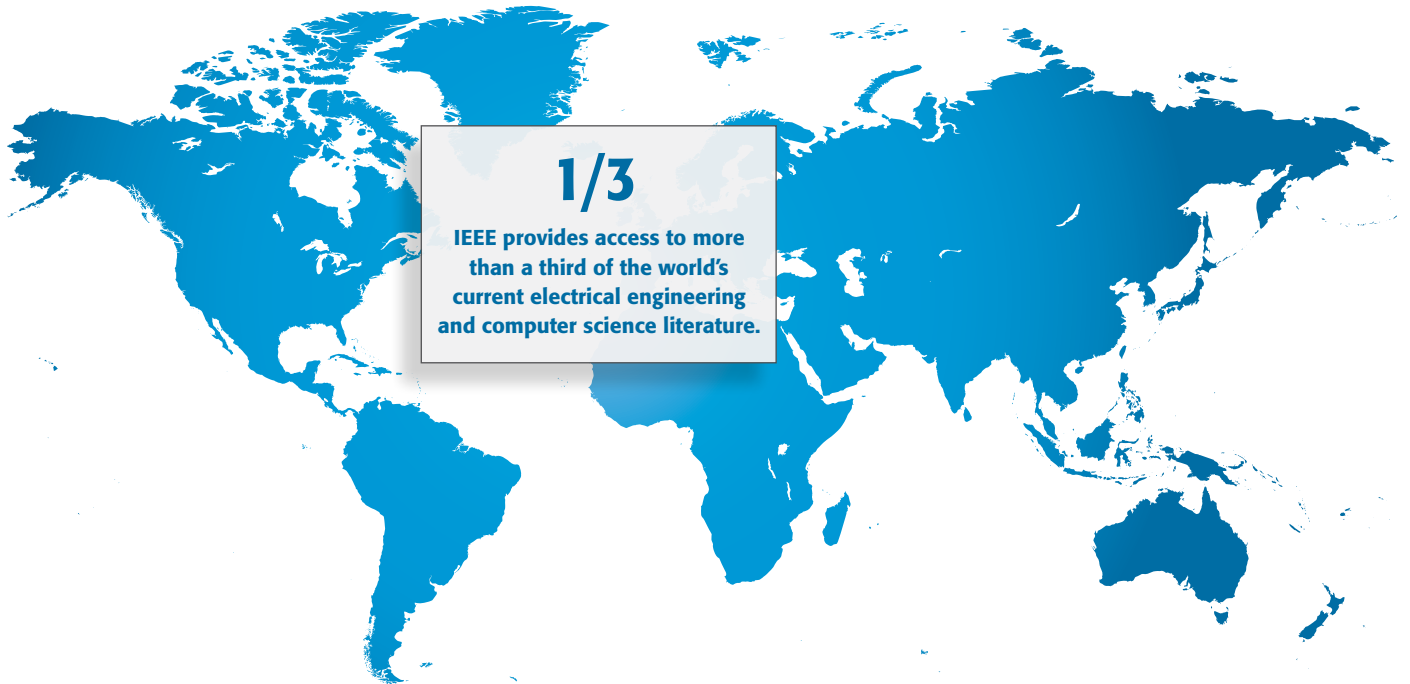 1/3
IEEE provides access to more
than a third of the world’s
current electrical engineering
and computer science literature.